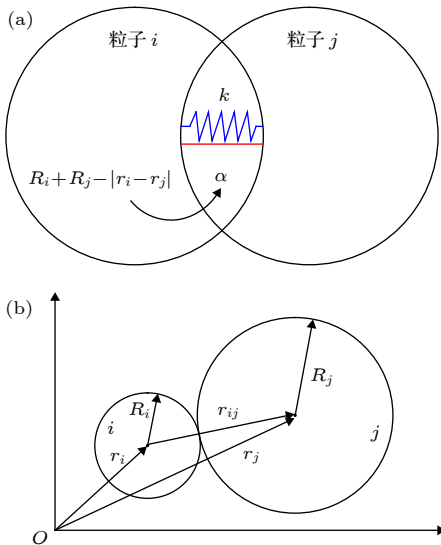 (a)
粒子 i
粒子 j
k
R_i+R_j−|r_i−r_j|
α
(b)
R_j
R_i
r_ij
i
j
r_i
r_j
O